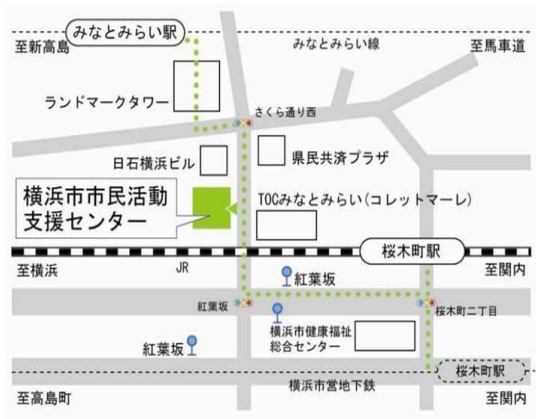 みなとみらい駅
至新高島
みなとみらい線
至馬車道
ランドマークタワー
さくら通り西
日石横浜ビル
県民共済プラザ
横浜市市民活動
支援センター
TOCみなとみらい(コレットマーレ)
桜木町駅
至横浜
JR
至関内
紅葉坂
紅葉坂
桜木町二丁目
横浜市健康福祉
総合センター
紅葉坂
桜木町駅
横浜市営地下鉄
至高島町
至関内